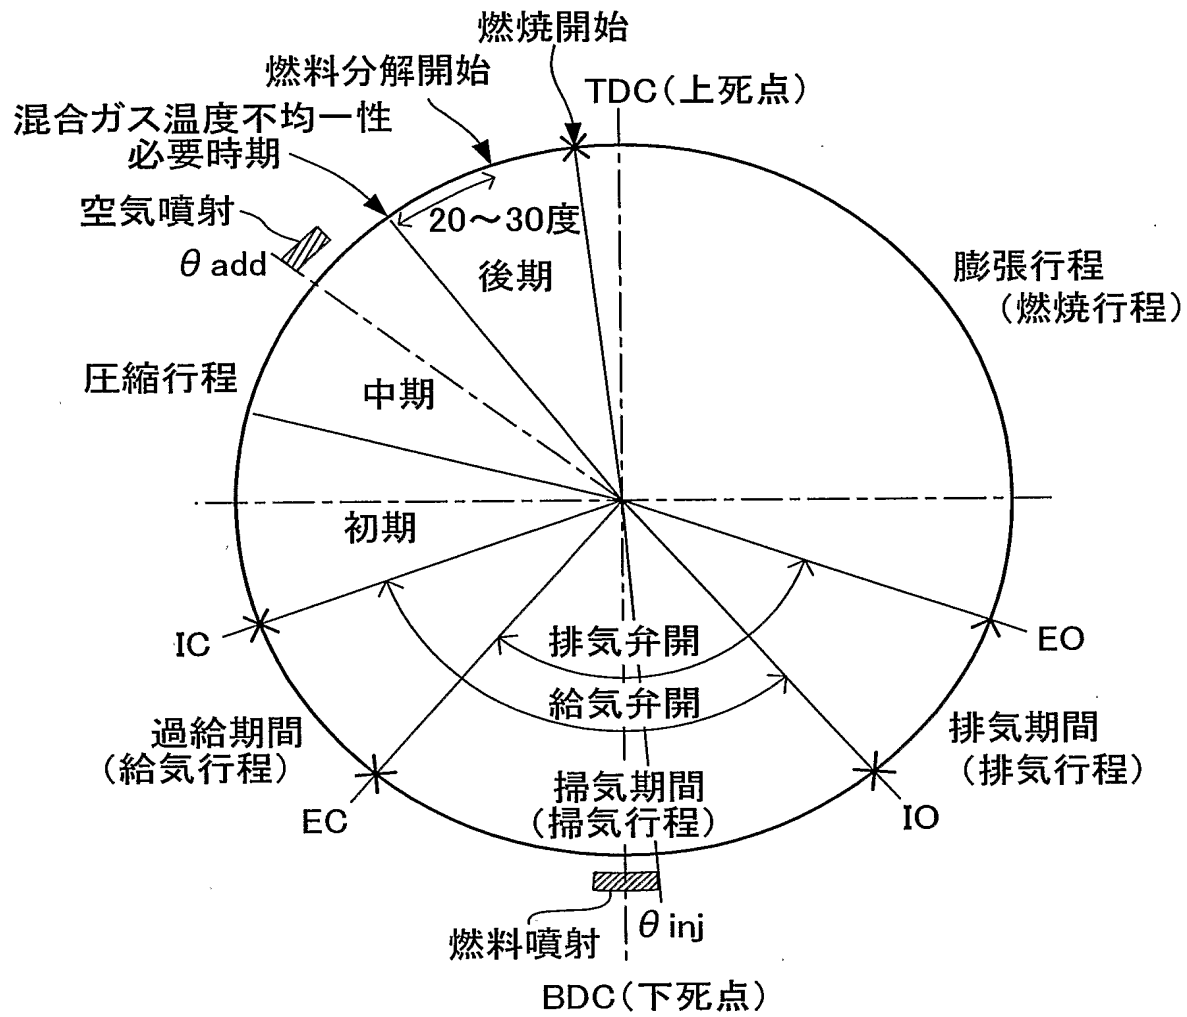 燃焼開始
燃料分解開始
TDC(上死点)
混合ガス温度不均一性
必要時期
空気噴射
20〜30度
θ add
後期
膨張行程
(燃焼行程)
圧縮行程
中期
初期
IC
排気弁開
EO
給気弁開
過給期間
(給気行程)
排気期間
(排気行程)
掃気期間
(掃気行程)
EC
IO
θ inj
燃料噴射
BDC(下死点)